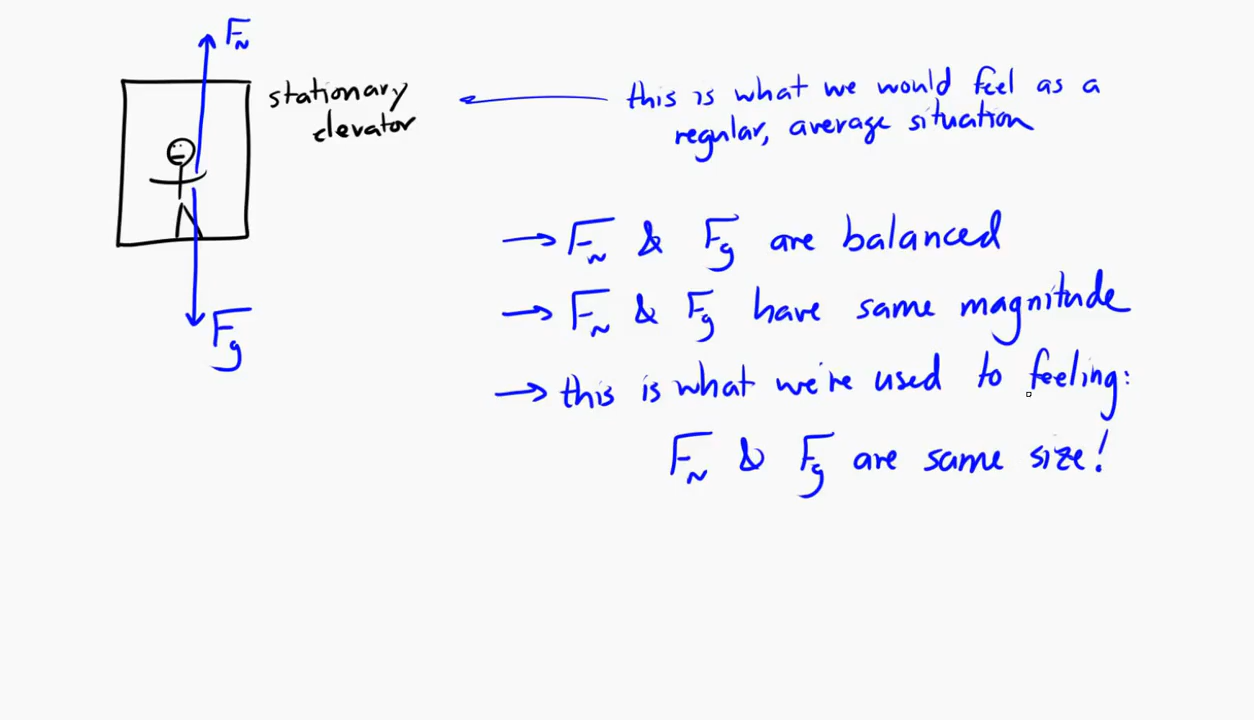 F_N
stationary
elevator
this is what we would feel as a
regular, average situation
→ F_N & F_g are balanced
→ F_N & F_g have same magnitude
→ this is what we're used to feeling:
F_N & F_g are same size!
F_g